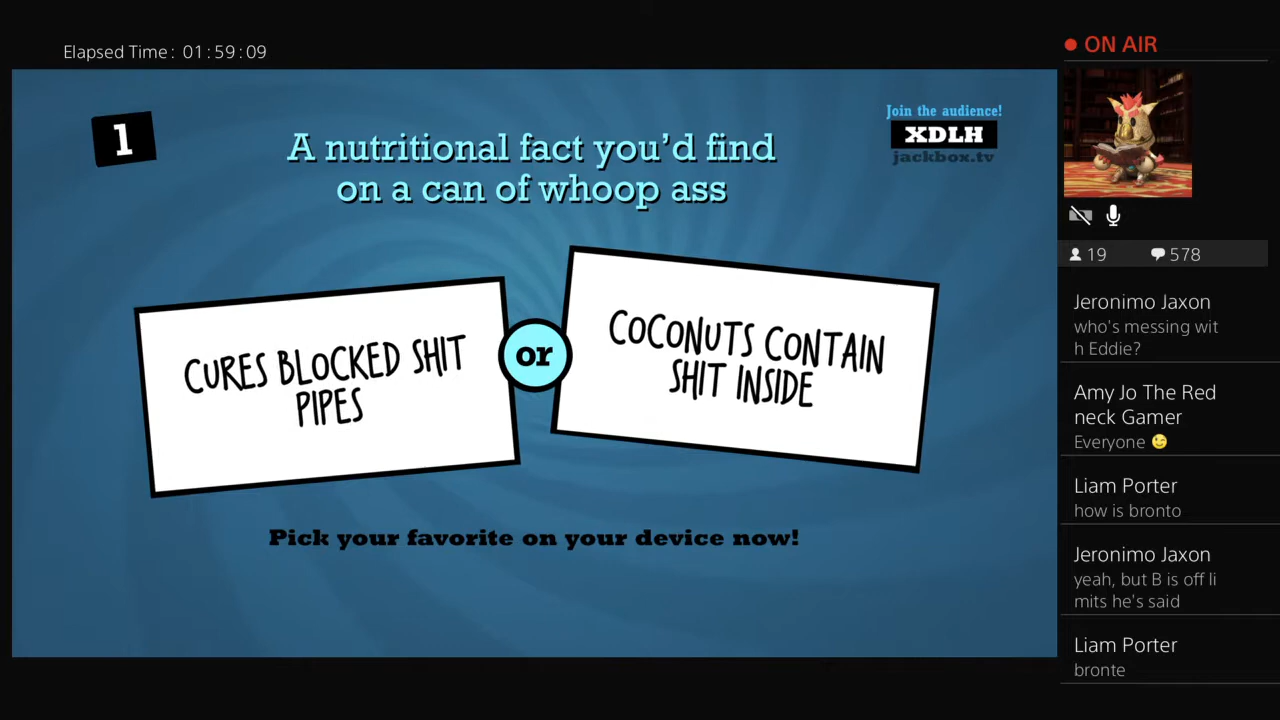 Elapsed Time: 01:59:09
ON AIR
1
Join the audience!
XDLH
jackbox.tv
A nutritional fact you'd find
on a can of whoop ass
CURES BLOCKED SHIT
PIPES
or
COCONUTS CONTAIN
SHIT INSIDE
Pick your favorite on your device now!
19
578
Jeronimo Jaxon
who's messing wit
h Eddie?
Amy Jo The Red
neck Gamer
Everyone 😉
Liam Porter
how is bronto
Jeronimo Jaxon
yeah, but B is off li
mits he's said
Liam Porter
bronte